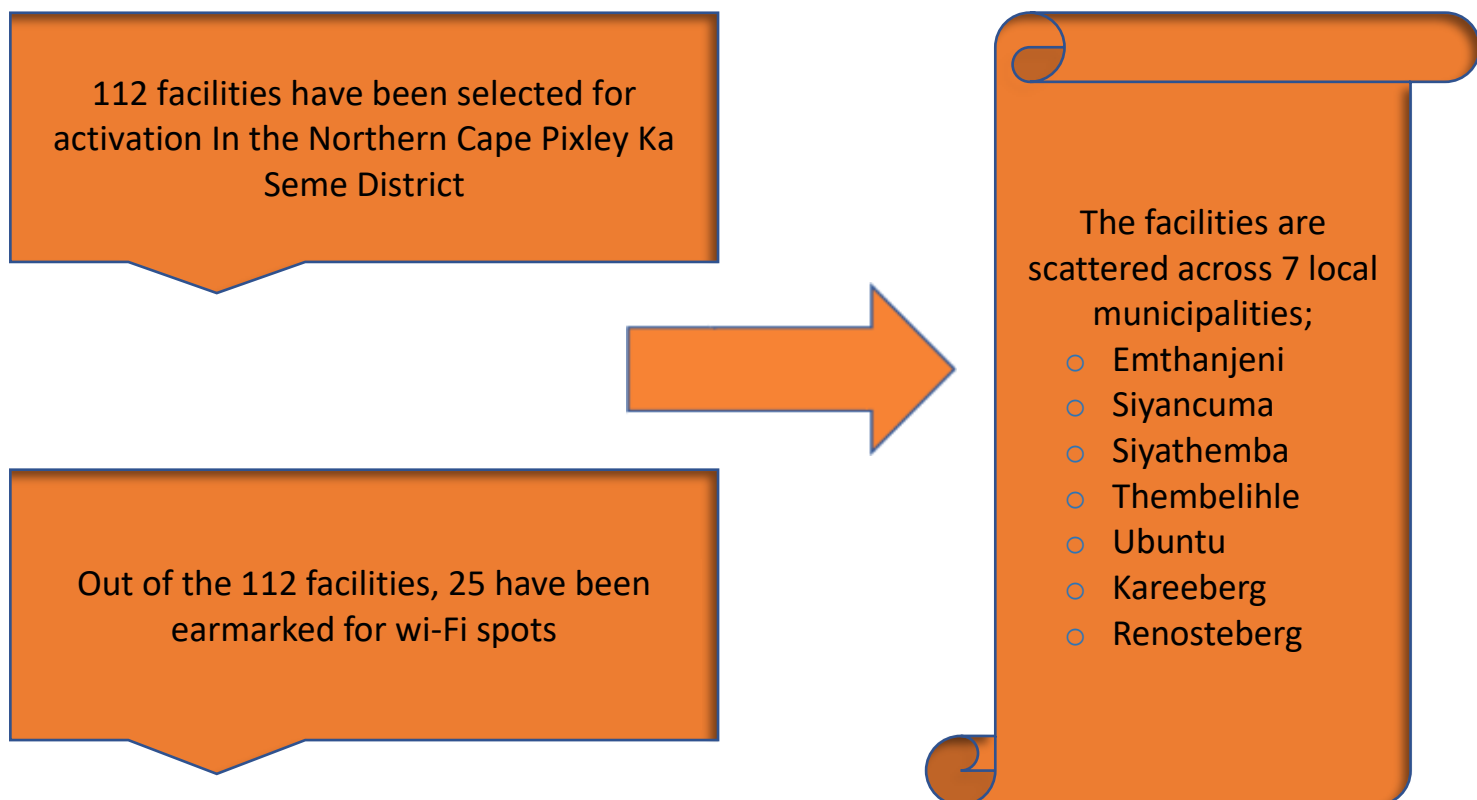 112 facilities have been selected for
activation In the Northern Cape Pixley Ka
Seme District
Out of the 112 facilities, 25 have been
earmarked for wi-Fi spots
The facilities are
scattered across 7 local
municipalities;
o Emthanjeni
o Siyancuma
o Siyathemba
o Thembelihle
o Ubuntu
o Kareeberg
o Renosteberg